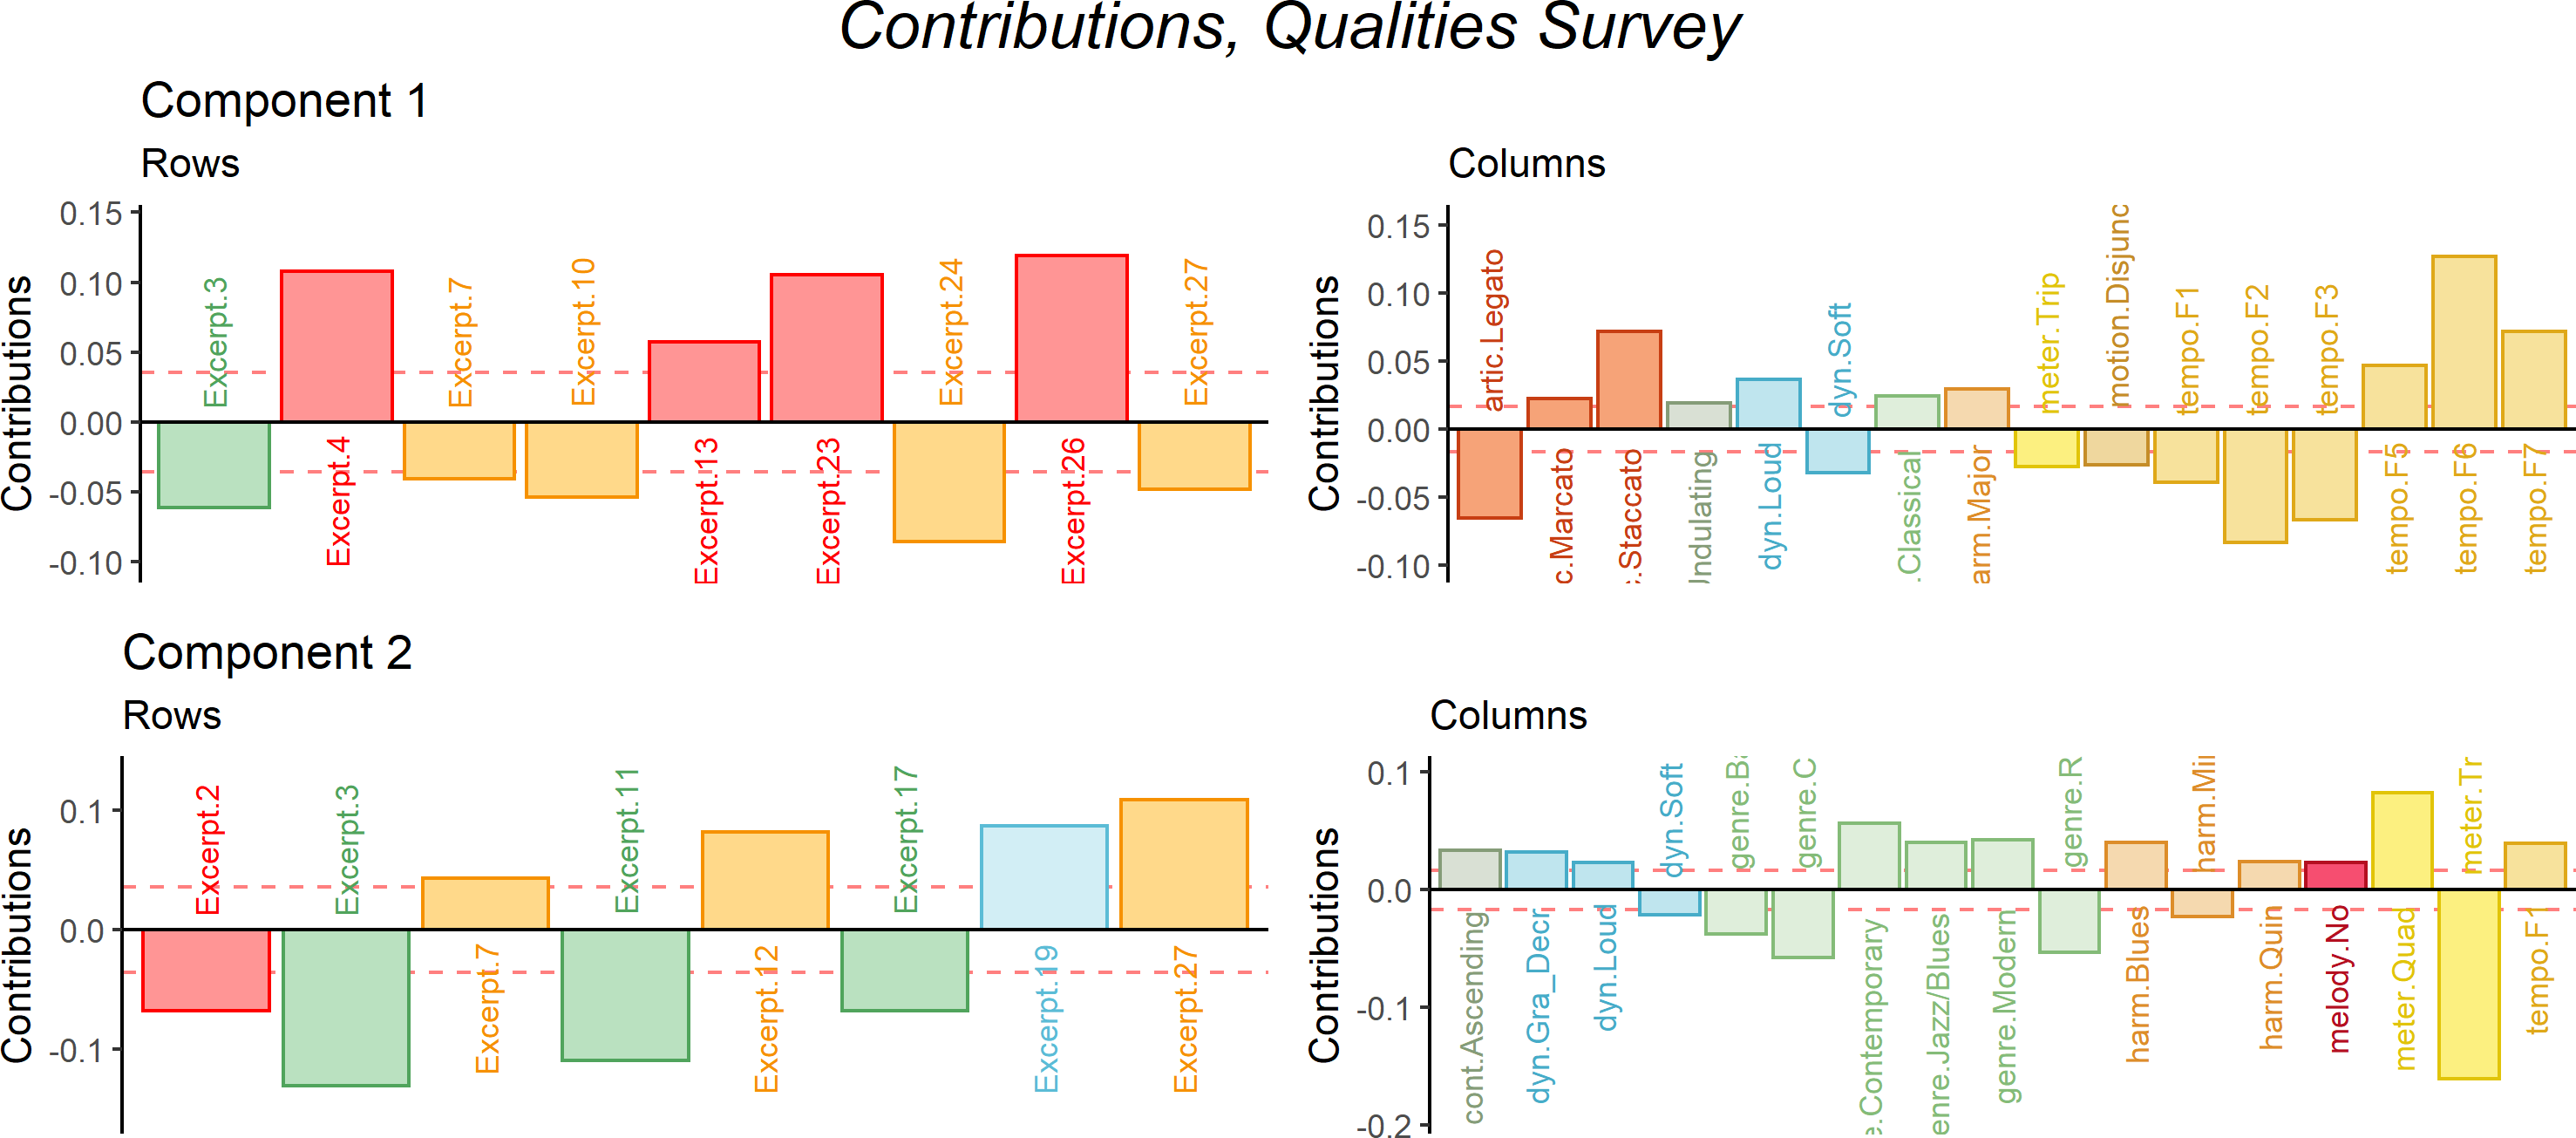 Contributions, Qualities Survey
Component 1
Rows
Contributions
0.15
0.10
0.05
0.00
-0.05
-0.10
Excerpt.3
Excerpt.4
Excerpt.7
Excerpt.10
Excerpt.13
Excerpt.23
Excerpt.24
Excerpt.26
Excerpt.27
Columns
Contributions
0.15
0.10
0.05
0.00
-0.05
-0.10
artic.Legato
c.Marcato
.Staccato
ndulating
dyn.Loud
dyn.Soft
.Classical
arm.Major
meter.Trip
motion.Disjunc
tempo.F1
tempo.F2
tempo.F3
tempo.F5
tempo.F6
tempo.F7
Component 2
Rows
Contributions
0.1
0.0
-0.1
Excerpt.2
Excerpt.3
Excerpt.7
Excerpt.11
Excerpt.12
Excerpt.17
Excerpt.19
Excerpt.27
Columns
Contributions
0.1
0.0
-0.1
-0.2
cont.Ascending
dyn.Gra_Decr
dyn.Loud
dyn.Soft
genre.Ba
genre.C
e.Contemporary
enre.Jazz/Blues
genre.Modern
genre.R
harm.Blues
harm.Min
harm.Quin
melody.No
meter.Quad
meter.Tr
tempo.F1